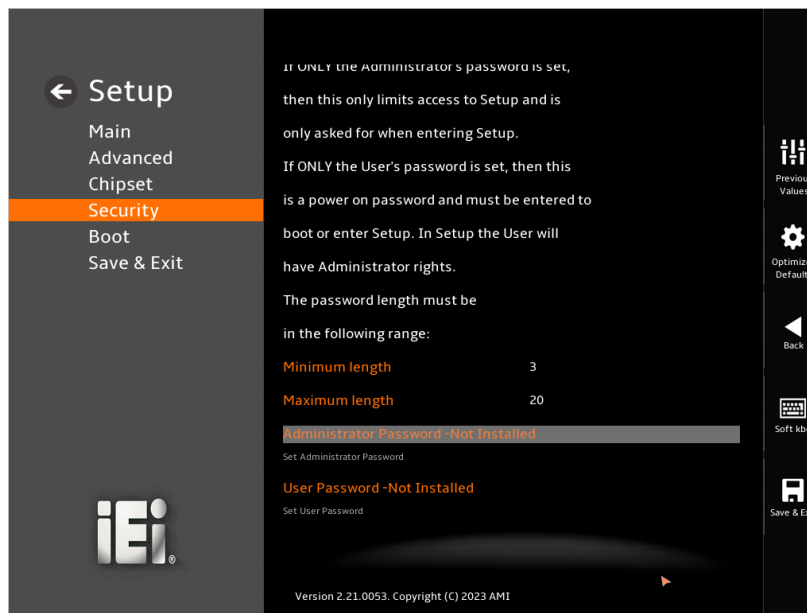 Setup
Main
Advanced
Chipset
Security
Boot
Save & Exit
If ONLY the Administrator's password is set,
then this only limits access to Setup and is
only asked for when entering Setup.
If ONLY the User's password is set, then this
is a power on password and must be entered to
boot or enter Setup. In Setup the User will
have Administrator rights.
The password length must be
in the following range:
Minimum length 3
Maximum length 20
Administrator Password -Not Installed
Set Administrator Password
User Password -Not Installed
Set User Password
Version 2.21.0053. Copyright (C) 2023 AMI
Previou
Values
Optimize
Default
Back
Soft kb
Save & E
iEi
®